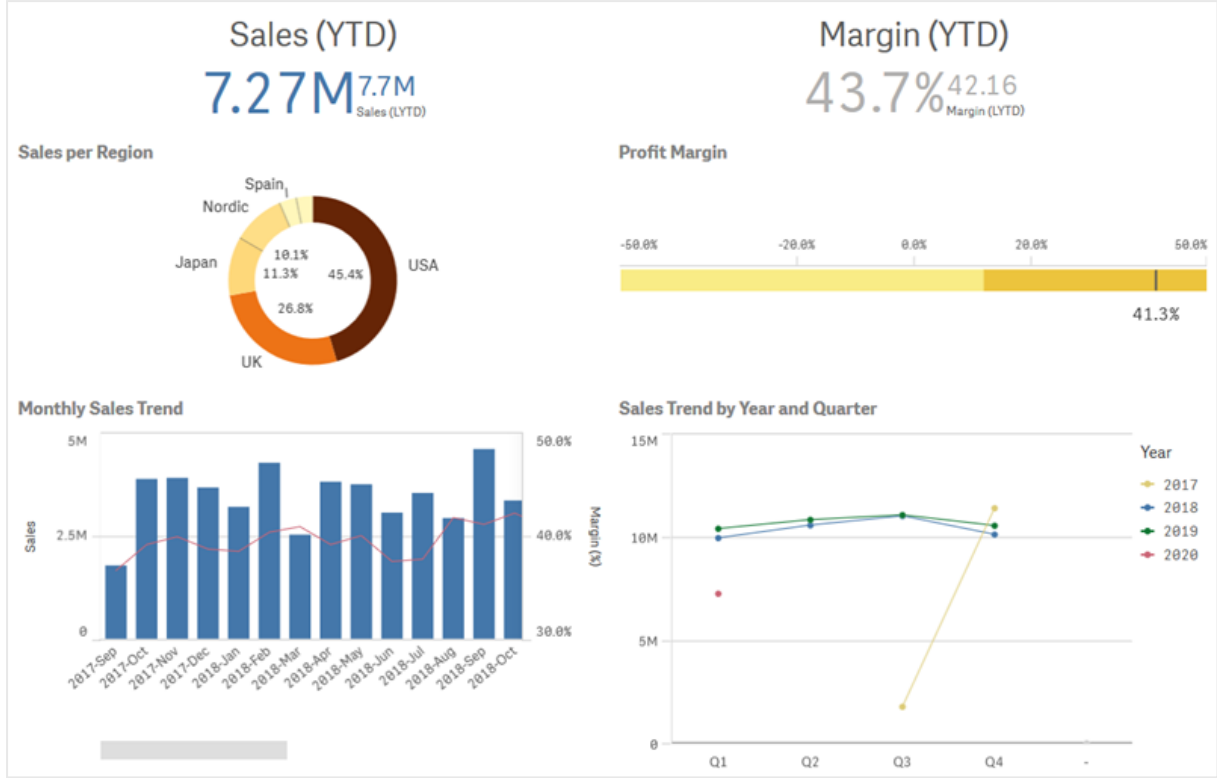 Sales (YTD)
7.27M 7.7M
Sales (LYTD)
Margin (YTD)
43.7% 42.16
Margin (LYTD)
Sales per Region
Spain
Nordic
Japan
USA
UK
10.1%
11.3%
45.4%
26.8%
Profit Margin
-50.0% -20.0% 0.0% 20.0% 50.0%
41.3%
Monthly Sales Trend
5M
2.5M
0
Sales
50.0%
40.0%
30.0%
Margin (%)
2017-Sep 2017-Oct 2017-Nov 2017-Dec 2018-Jan 2018-Feb 2018-Mar 2018-Apr 2018-May 2018-Jun 2018-Jul 2018-Aug 2018-Sep 2018-Oct
Sales Trend by Year and Quarter
15M
10M
5M
0
Q1 Q2 Q3 Q4 -
Year
2017
2018
2019
2020